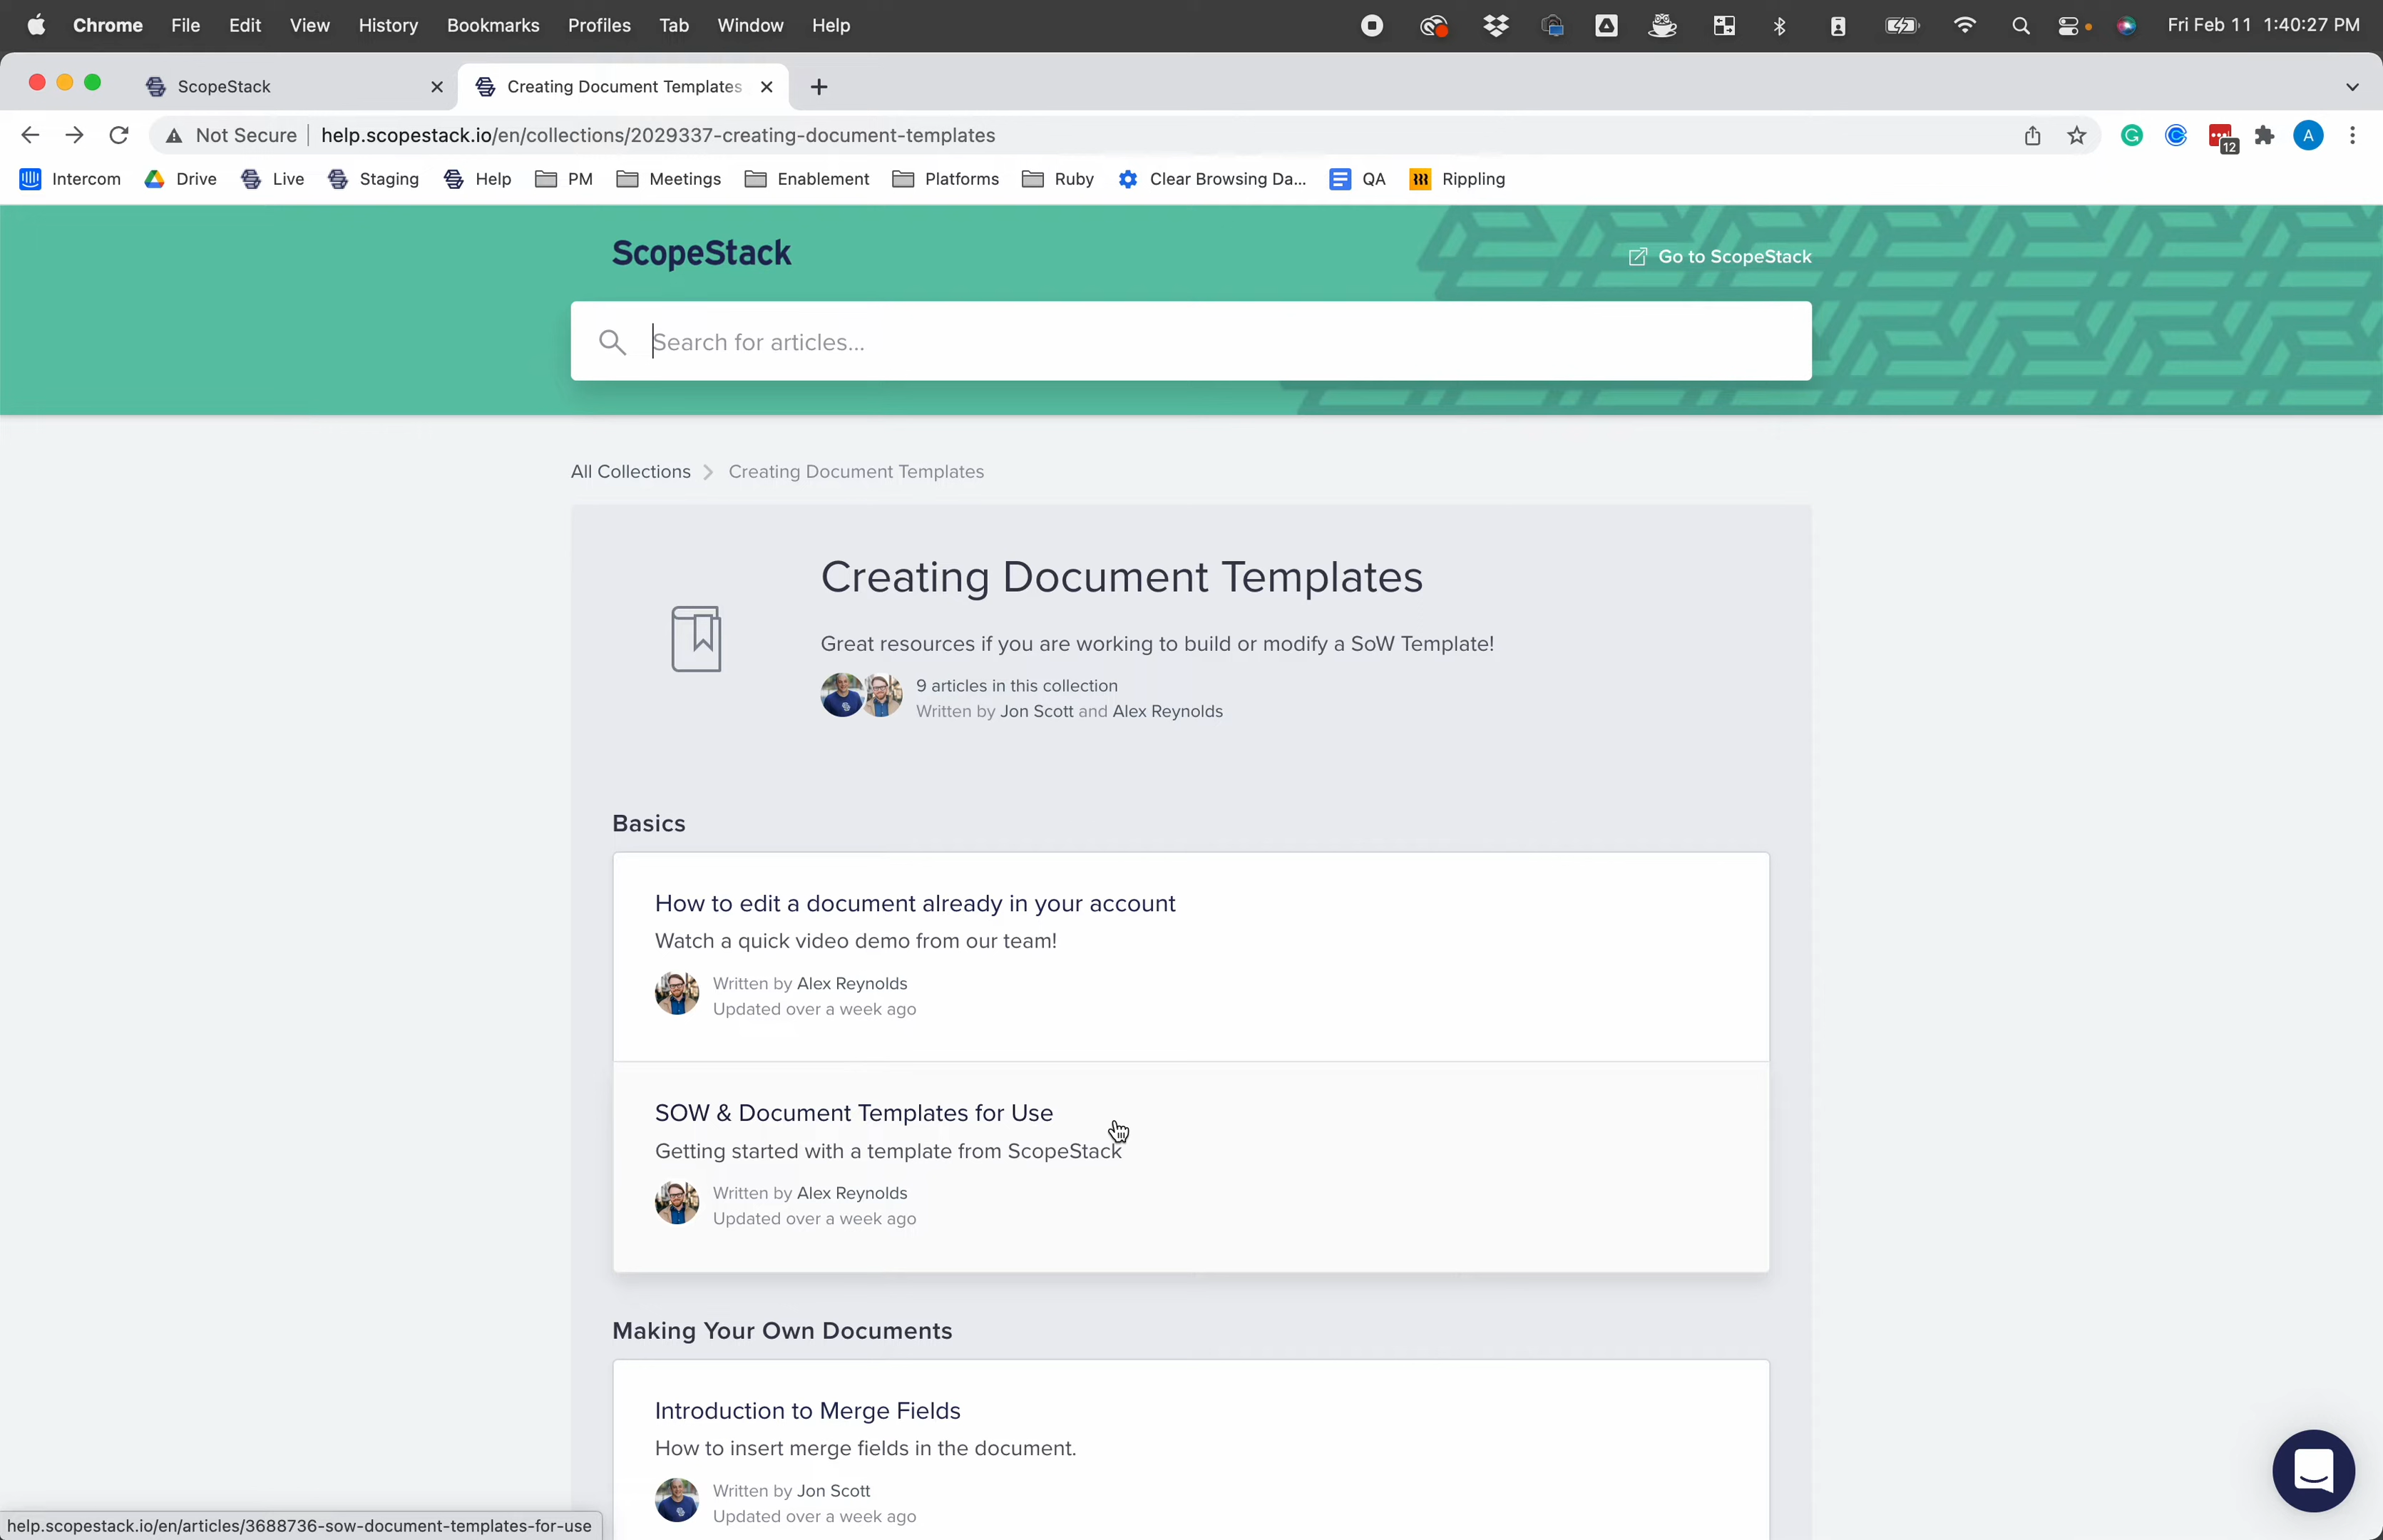 Chrome File Edit View History Bookmarks Profiles Tab Window Help Fri Feb 11 1:40:27 PM
ScopeStack Creating Document Templates
Not Secure help.scopestack.io/en/collections/2029337-creating-document-templates 12 A
Intercom Drive Live Staging Help PM Meetings Enablement Platforms Ruby Clear Browsing Da... QA Rippling
ScopeStack
Go to ScopeStack
Search for articles...
All Collections Creating Document Templates
Creating Document Templates
Great resources if you are working to build or modify a SoW Template!
9 articles in this collection
Written by Jon Scott and Alex Reynolds
Basics
How to edit a document already in your account
Watch a quick video demo from our team!
Written by Alex Reynolds
Updated over a week ago
SOW & Document Templates for Use
Getting started with a template from ScopeStack
Written by Alex Reynolds
Updated over a week ago
Making Your Own Documents
Introduction to Merge Fields
How to insert merge fields in the document.
Written by Jon Scott
Updated over a week ago
help.scopestack.io/en/articles/3688736-sow-document-templates-for-use